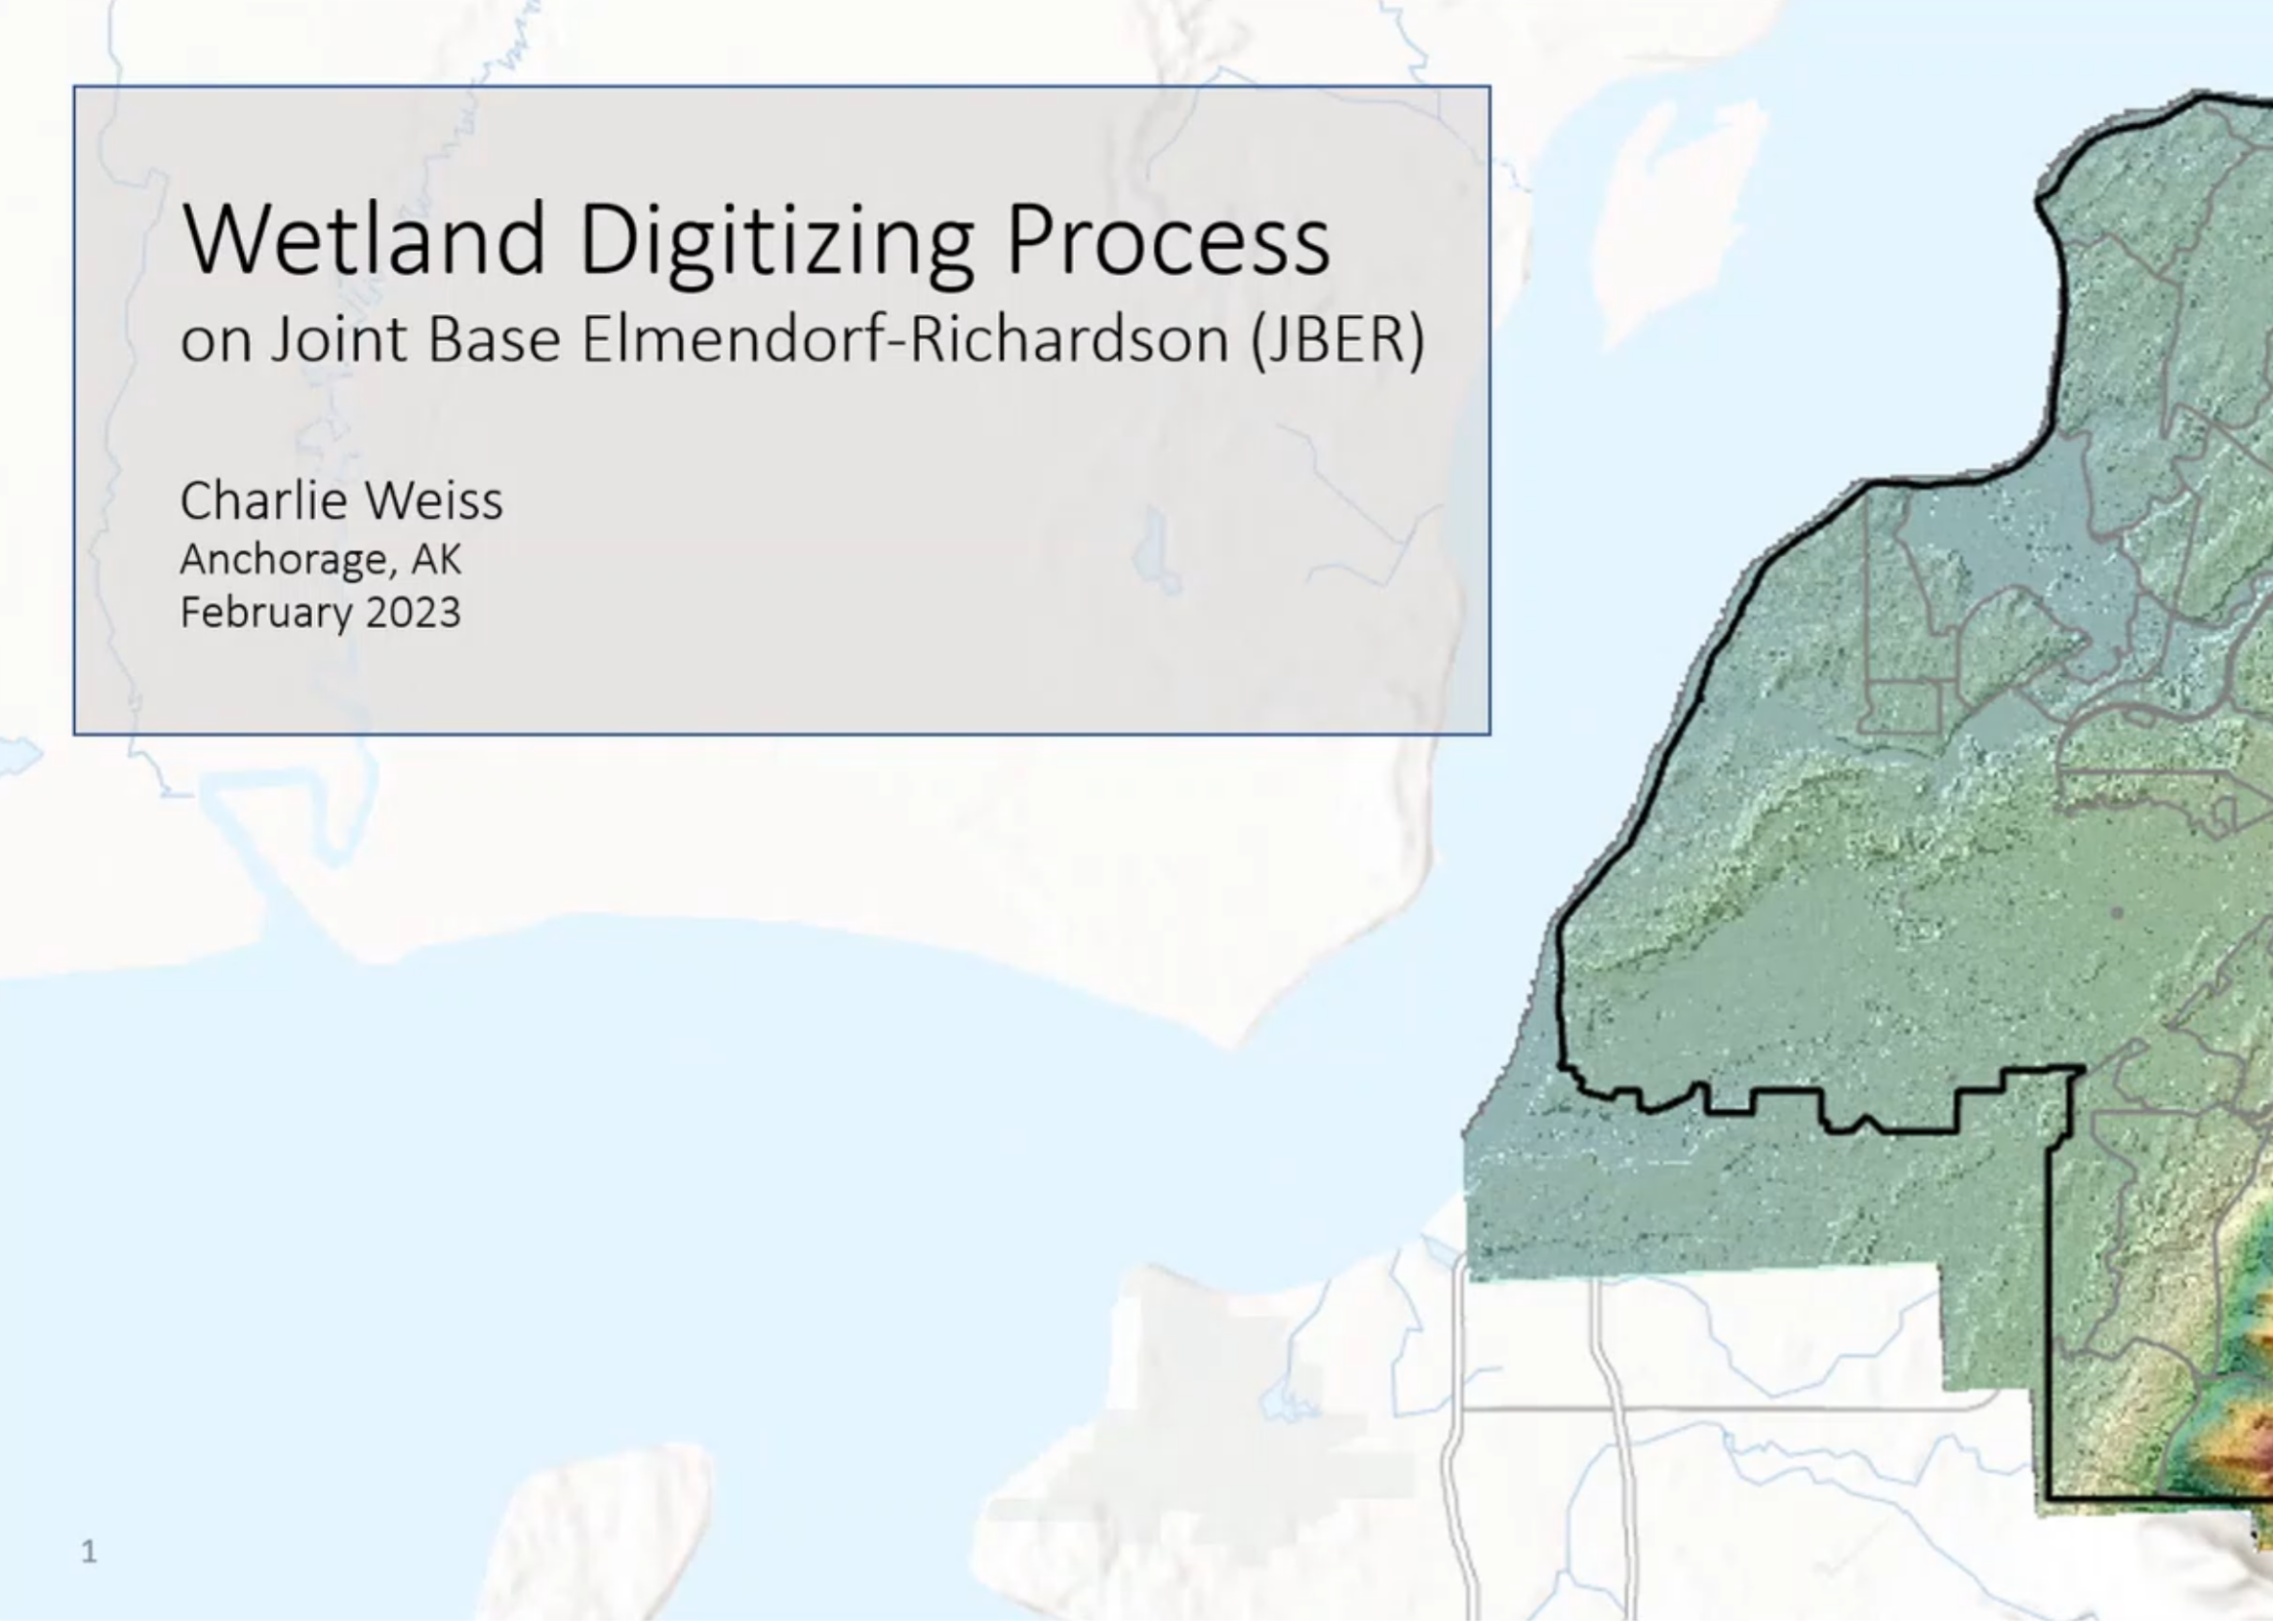 Wetland Digitizing Process
on Joint Base Elmendorf-Richardson (JBER)
Charlie Weiss
Anchorage, AK
February 2023
1